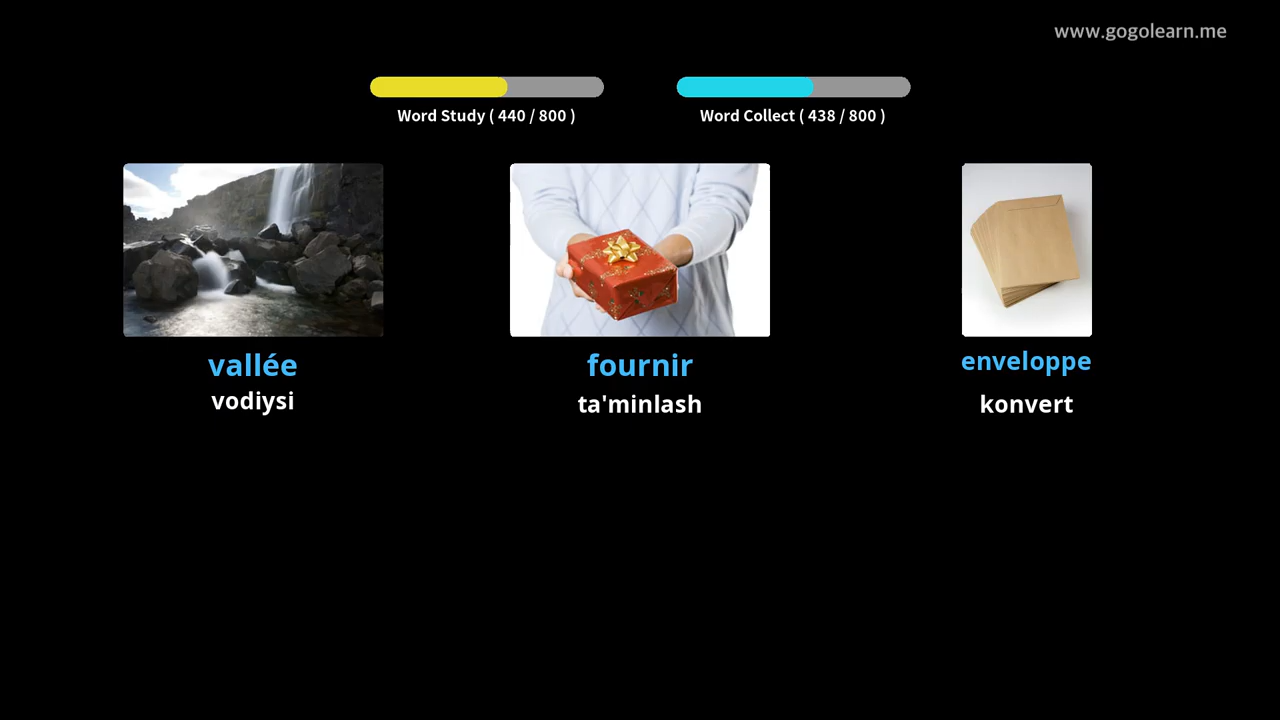 www.gogolearn.me
Word Study ( 440 / 800 )
Word Collect ( 438 / 800 )
vallée
fournir
enveloppe
vodiysi
ta'minlash
konvert